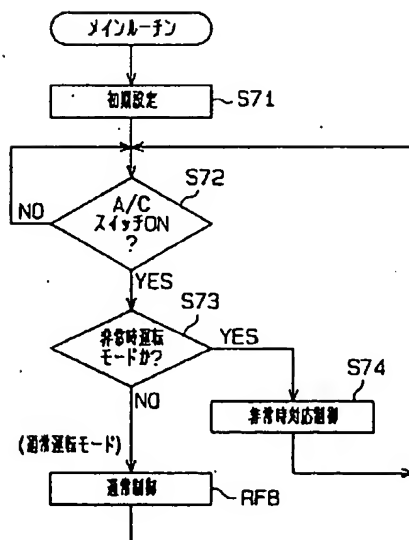 メインルーチン
初期設定
S71
S72
A/C
スイッチON
?
NO
YES
S73
非常時運転
モードか?
YES
S74
NO
非常時対応制御
(通常運転モード)
通常制御
RF8